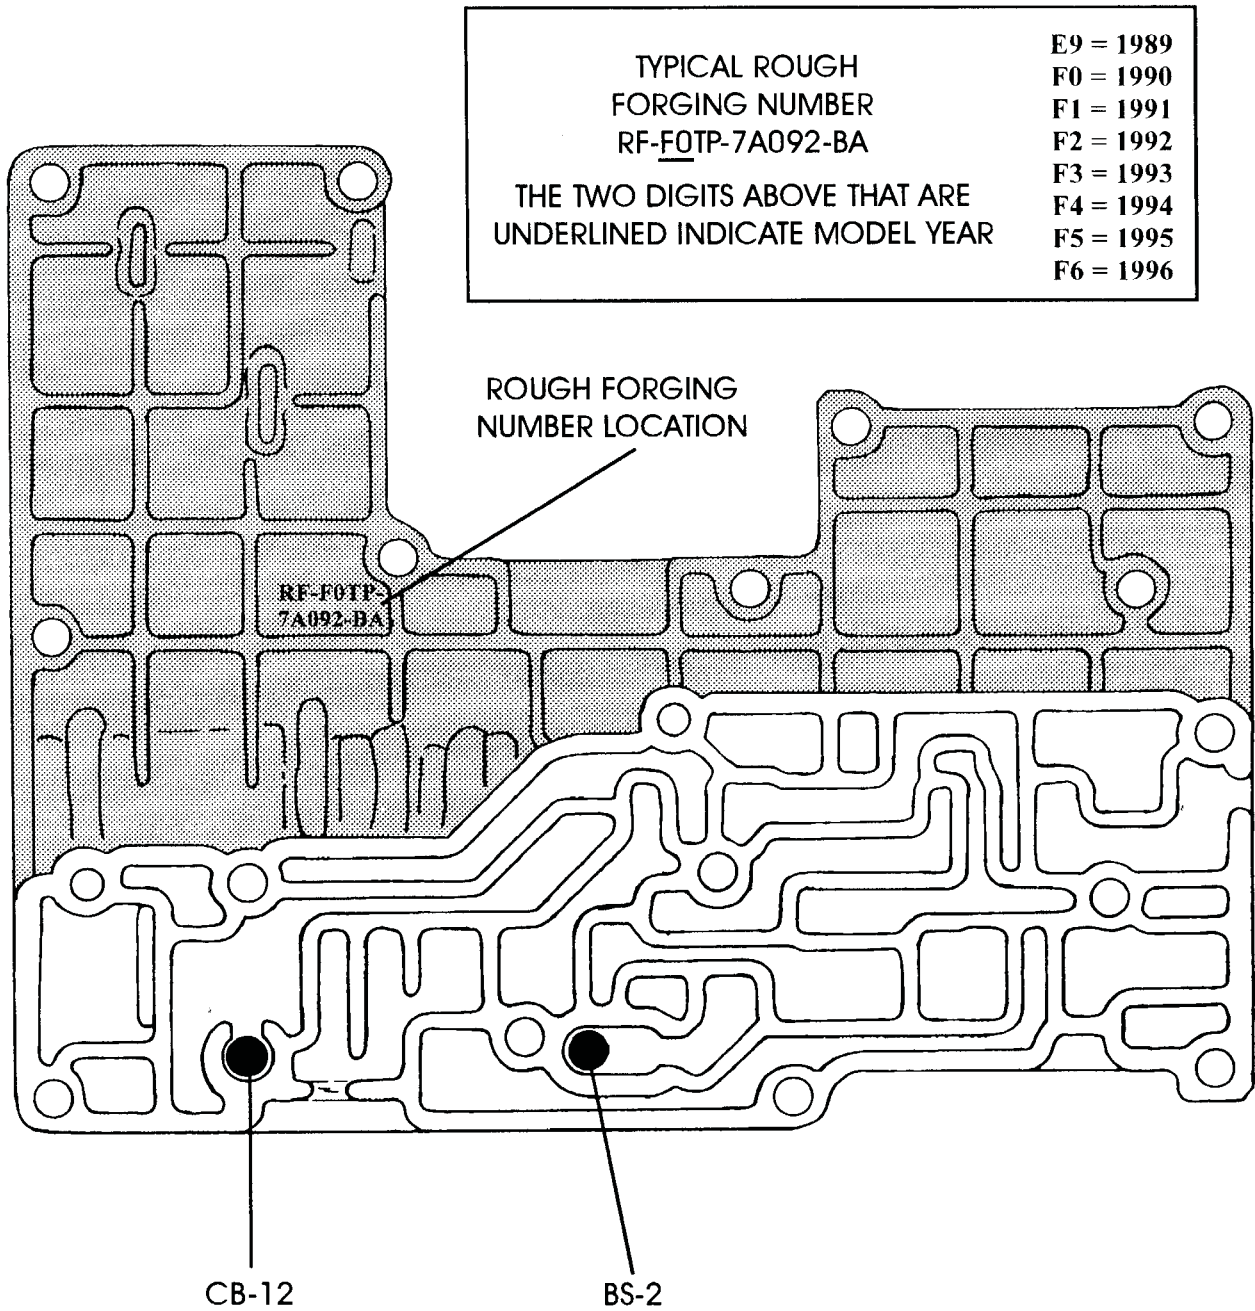 TYPICAL ROUGH
FORGING NUMBER
RF-F0TP-7A092-BA
THE TWO DIGITS ABOVE THAT ARE
UNDERLINED INDICATE MODEL YEAR
E9 = 1989
F0 = 1990
F1 = 1991
F2 = 1992
F3 = 1993
F4 = 1994
F5 = 1995
F6 = 1996
ROUGH FORGING
NUMBER LOCATION
RF-F0TP-
7A092-BA
CB-12
BS-2